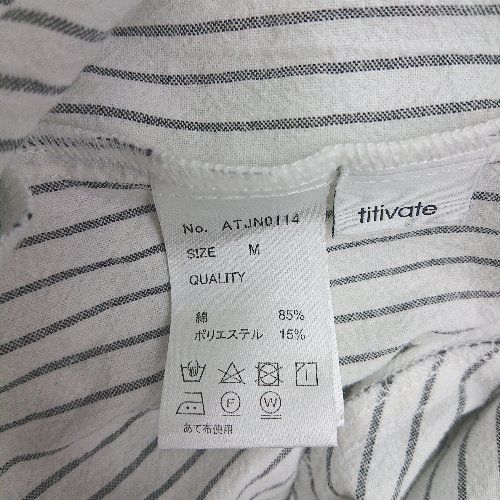 No. ATJN0114
SIZE M
QUALITY
綿 85%
ポリエステル 15%
F W
あて布使用
titivate